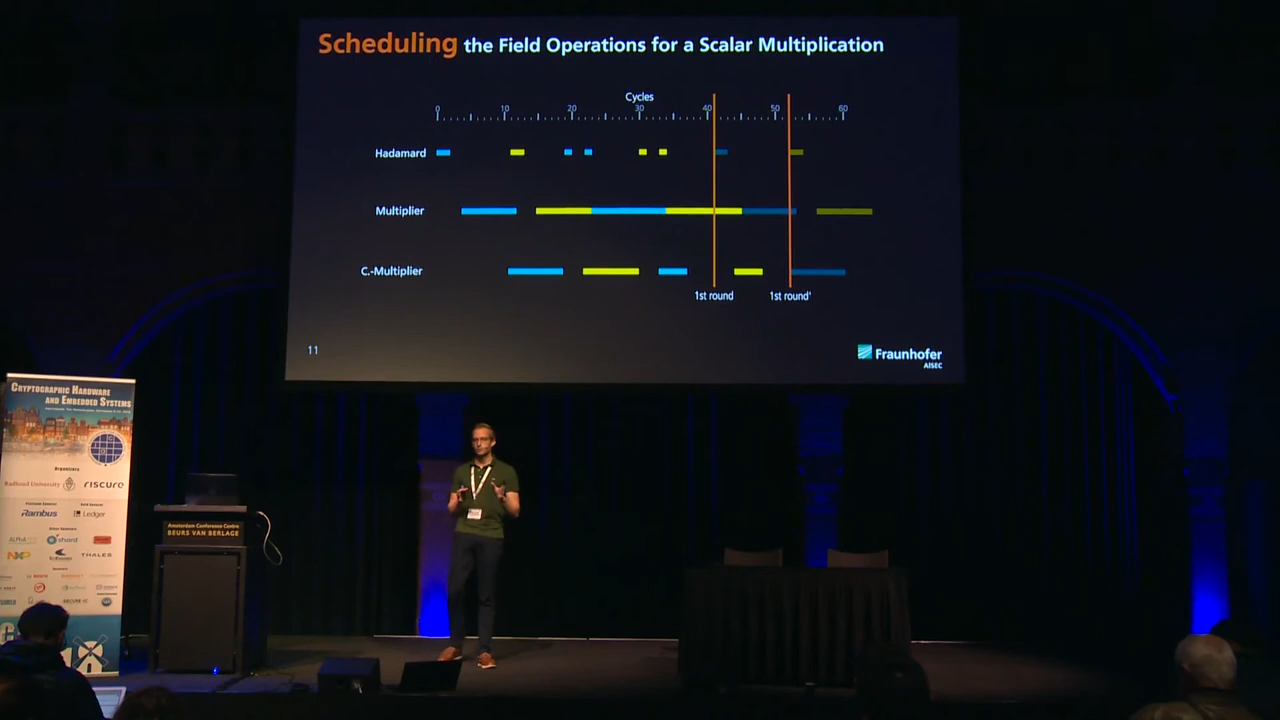 Scheduling the Field Operations for a Scalar Multiplication
Cycles
0 10 20 30 40 50 60
Hadamard
Multiplier
C.-Multiplier
1st round 1st round'
11
Fraunhofer
AISEC
CRYPTOGRAPHIC HARDWARE
AND EMBEDDED SYSTEMS
Organizers
Radboud University
riscure
Rambus
Ledger
shard
NXP
THALES
Amsterdam Conference Centre
BEURS VAN BERLAGE